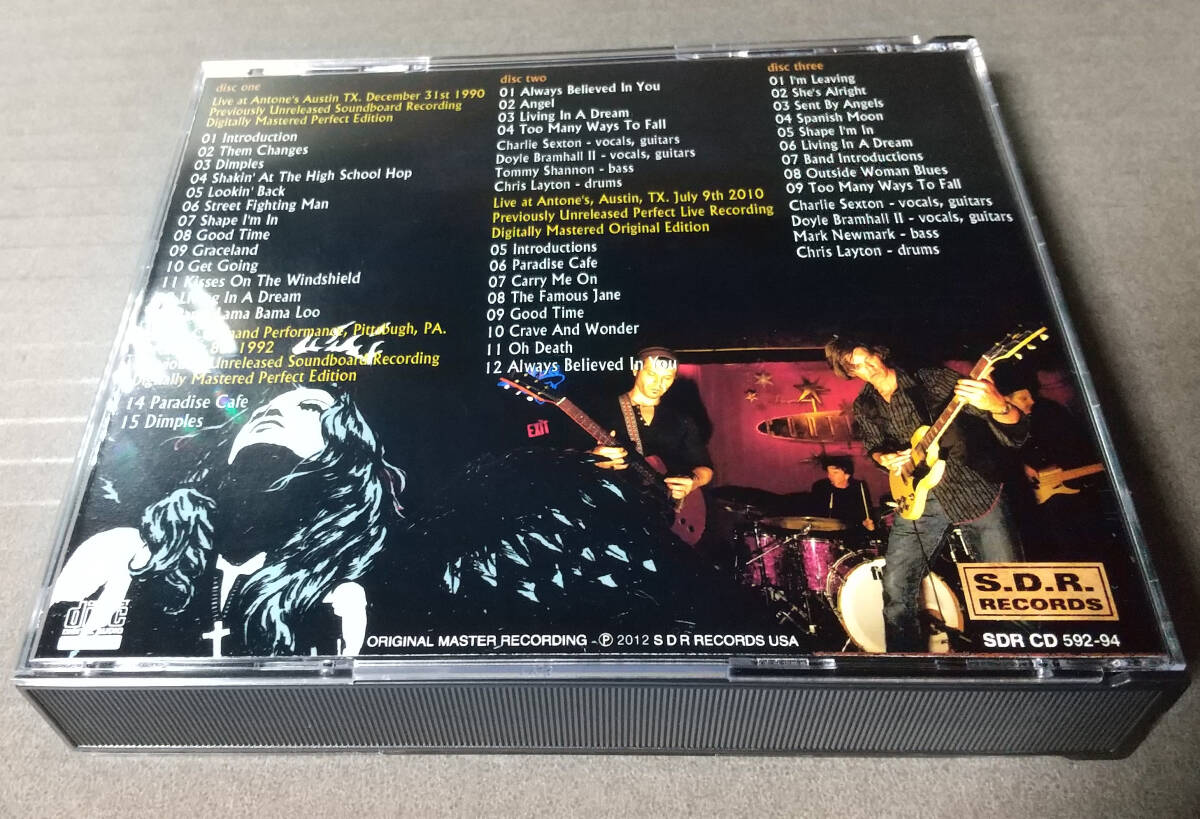 disc one
Live at Antone's Austin TX. December 31st 1990
Previously Unreleased Soundboard Recording
Digitally Mastered Perfect Edition
01 Introduction
02 Them Changes
03 Dimples
04 Shakin' At The High School Hop
05 Lookin' Back
06 Street Fighting Man
07 Shape I'm In
08 Good Time
09 Graceland
10 Get Going
11 Kisses On The Windshield
Living In A Dream
Lama Bama Loo
Performance, Pittbugh, PA.
1992
Unreleased Soundboard Recording
Digitally Mastered Perfect Edition
14 Paradise Cafe
15 Dimples
disc two
01 Always Believed In You
02 Angel
03 Living In A Dream
04 Too Many Ways To Fall
Charlie Sexton - vocals, guitars
Doyle Bramhall II - vocals, guitars
Tommy Shannon - bass
Chris Layton - drums
Live at Antone's, Austin, TX. July 9th 2010
Previously Unreleased Perfect Live Recording
Digitally Mastered Original Edition
05 Introductions
06 Paradise Cafe
07 Carry Me On
08 The Famous Jane
09 Good Time
10 Crave And Wonder
11 Oh Death
12 Always Believed In You
disc three
01 I'm Leaving
02 She's Alright
03 Sent By Angels
04 Spanish Moon
05 Shape I'm In
06 Living In A Dream
07 Band Introductions
08 Outside Woman Blues
09 Too Many Ways To Fall
Charlie Sexton - vocals, guitars
Doyle Bramhall II - vocals, guitars
Mark Newmark - bass
Chris Layton - drums
EXIT
S.D.R.
RECORDS
SDR CD 592-94
ORIGINAL MASTER RECORDING - ℗ 2012 S D R RECORDS USA
disc